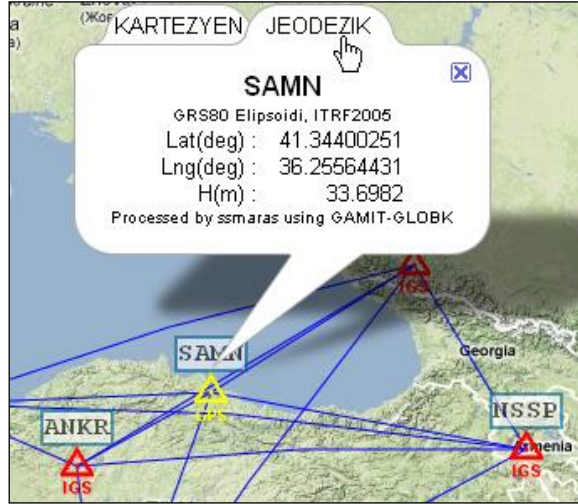 KARTEZYEN
JEODEZIK
SAMN
GRS80 Elipsoidi, ITRF2005
Lat(deg) : 41.34400251
Lng(deg) : 36.25564431
H(m) : 33.6982
Processed by ssmaras using GAMIT-GLOBK
IGS
Georgia
SAMN
NSSP
ANKR
IGS
IGS